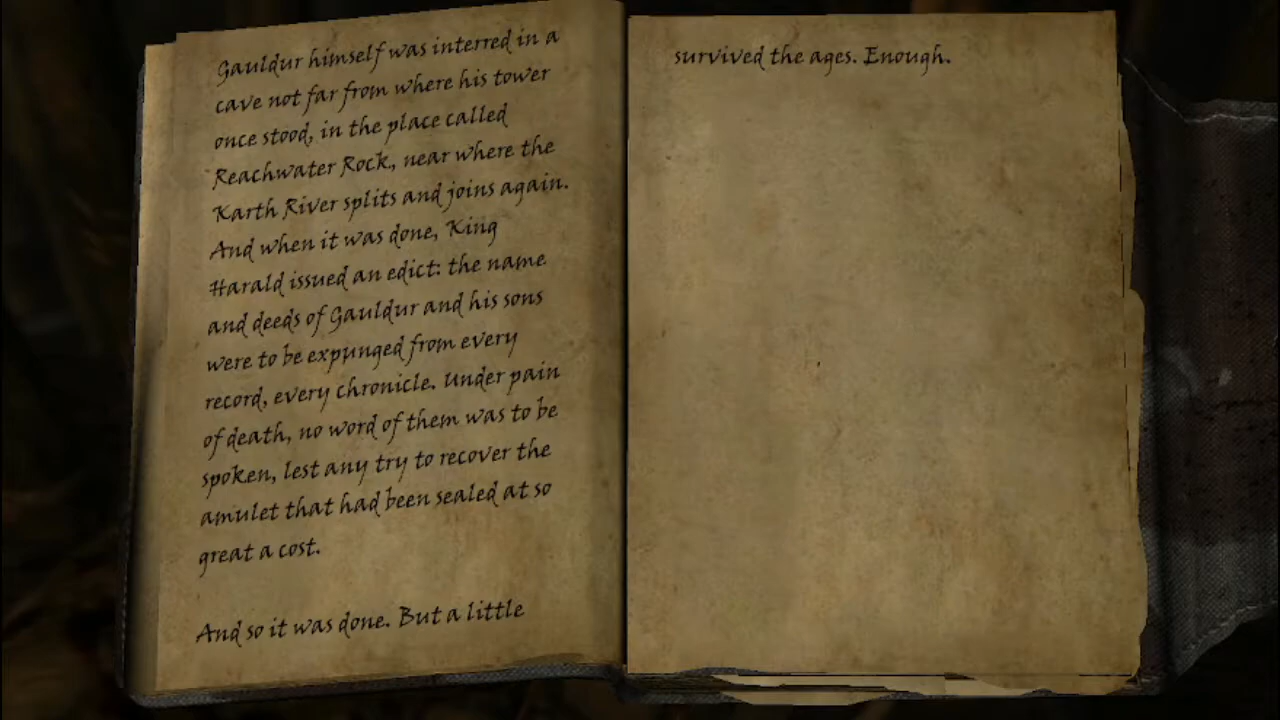 Gauldur himself was interred in a
cave not far from where his tower
once stood, in the place called
Reachwater Rock, near where the
Karth River splits and joins again.
And when it was done, King
Harald issued an edict: the name
and deeds of Gauldur and his sons
were to be expunged from every
record, every chronicle. Under pain
of death, no word of them was to be
spoken, lest any try to recover the
amulet that had been sealed at so
great a cost.
And so it was done. But a little
survived the ages. Enough.